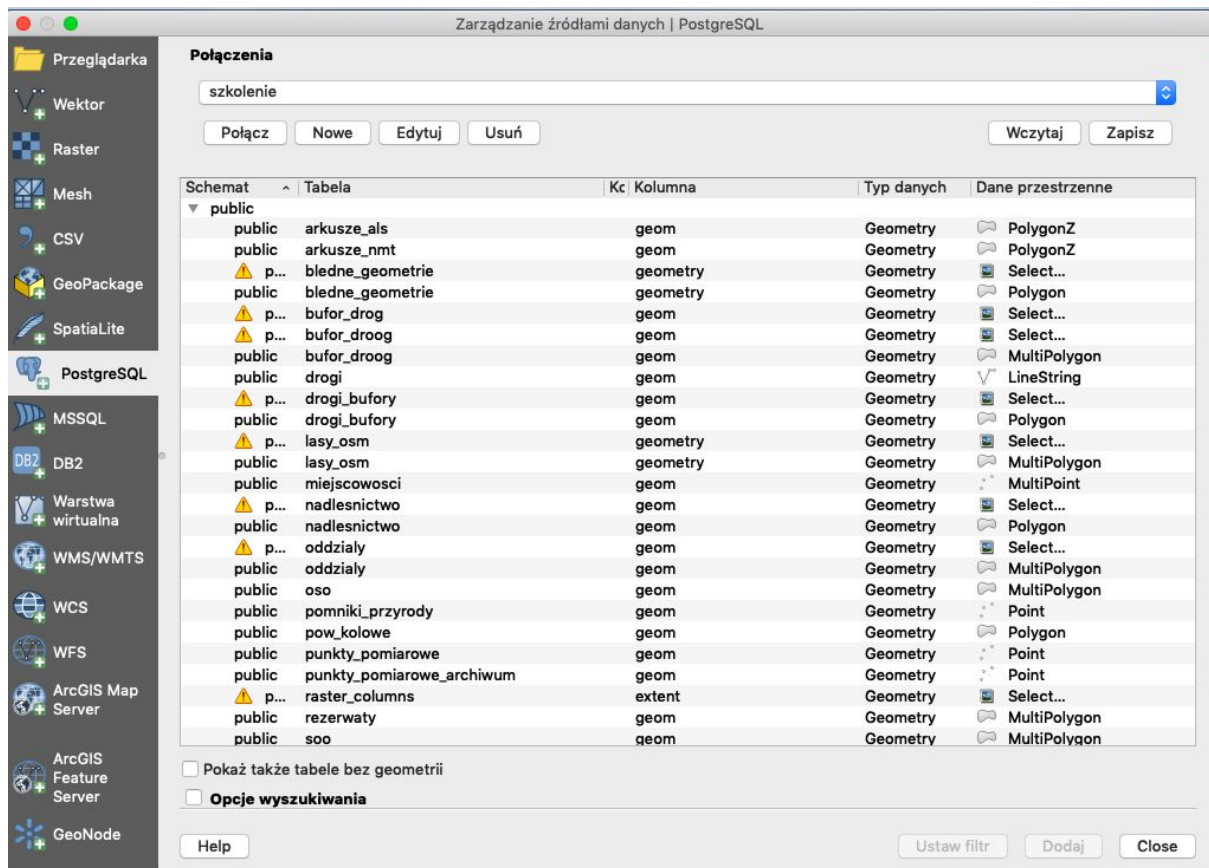 Zarządzanie źródłami danych | PostgreSQL
Przeglądarka
Wektor
Raster
Mesh
CSV
GeoPackage
SpatiaLite
PostgreSQL
MSSQL
DB2
DB2
Warstwa
wirtualna
WMS/WMTS
WCS
WFS
ArcGIS Map
Server
ArcGIS
Feature
Server
GeoNode
Połączenia
szkolenie
Połącz Nowe Edytuj Usuń Wczytaj Zapisz
Schemat Tabela Kc Kolumna Typ danych Dane przestrzenne
public
public arkusze_als geom Geometry PolygonZ
public arkusze_nmt geom Geometry PolygonZ
p... bledne_geometrie geometry Geometry Select...
public bledne_geometrie geometry Geometry Polygon
p... bufor_drog geom Geometry Select...
p... bufor_droog geom Geometry Select...
public bufor_droog geom Geometry MultiPolygon
public drogi geom Geometry LineString
p... drogi_bufory geom Geometry Select...
public drogi_bufory geom Geometry Polygon
p... lasy_osm geometry Geometry Select...
public lasy_osm geometry Geometry MultiPolygon
public miejscowosci geom Geometry MultiPoint
p... nadlesnictwo geom Geometry Select...
public nadlesnictwo geom Geometry Polygon
p... oddzialy geom Geometry Select...
public oddzialy geom Geometry MultiPolygon
public oso geom Geometry MultiPolygon
public pomniki_przyrody geom Geometry Point
public pow_kolowe geom Geometry Polygon
public punkty_pomiarowe geom Geometry Point
public punkty_pomiarowe_archiwum geom Geometry Point
p... raster_columns extent Geometry Select...
public rezerwaty geom Geometry MultiPolygon
public soo geom Geometry MultiPolygon
Pokaż także tabele bez geometrii
Opcje wyszukiwania
Help Ustaw filtr Dodaj Close